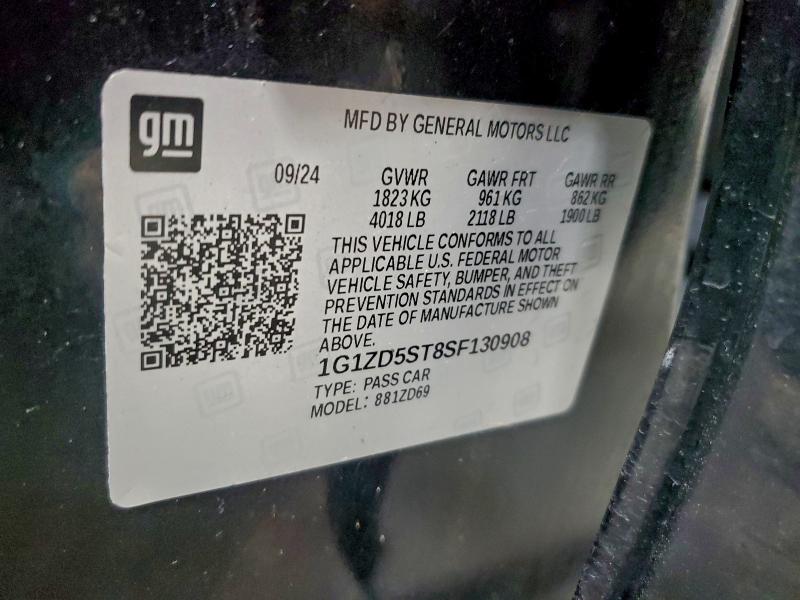 gm
MFD BY GENERAL MOTORS LLC
09/24 GVWR GAWR FRT GAWR RR
1823 KG 961 KG 862 KG
4018 LB 2118 LB 1900 LB
THIS VEHICLE CONFORMS TO ALL
APPLICABLE U.S. FEDERAL MOTOR
VEHICLE SAFETY, BUMPER, AND THEFT
PREVENTION STANDARDS IN EFFECT ON
THE DATE OF MANUFACTURE SHOWN
ABOVE.
1G1ZD5ST8SF130908
TYPE: PASS CAR
MODEL: 881ZD69